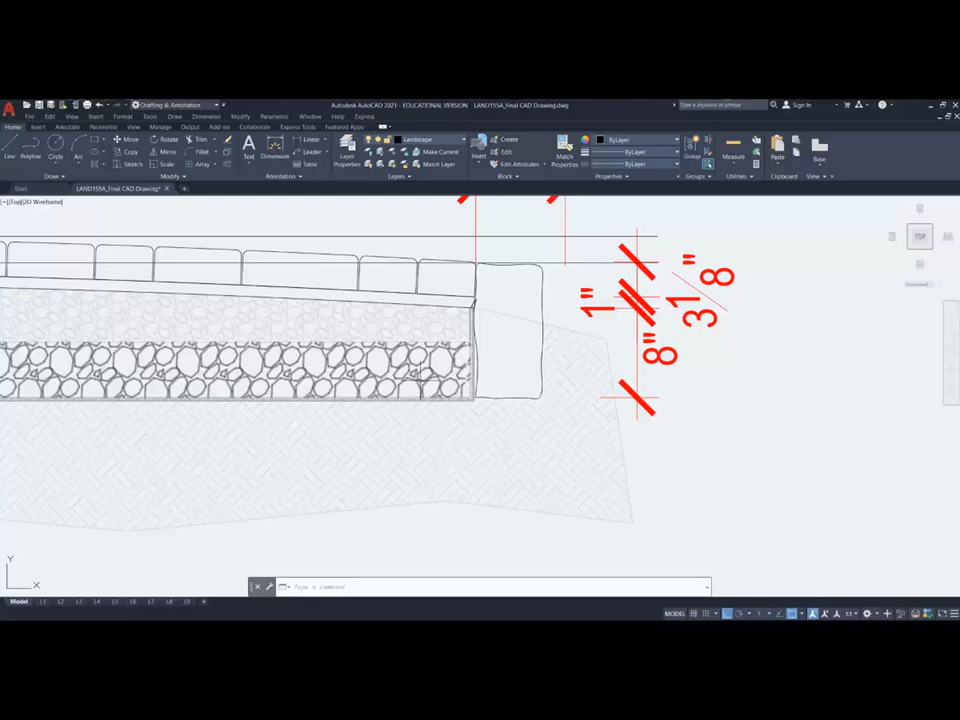 Drafting & Annotation
Autodesk AutoCAD 2021 - EDUCATIONAL VERSION LAND155A_Final CAD Drawing.dwg
Type a keyword or phrase
Sign In
File Edit View Insert Format Tools Draw Dimension Modify Parametric Window Help Express
Home Insert Annotate Parametric View Manage Output Add-ins Collaborate Express Tools Featured Apps
Line Polyline Circle Arc
Move Rotate Trim
Copy Mirror Fillet
Stretch Scale Array
Text Dimension
Linear
Leader
Table
Layer Properties
Landscape
Make Current
Match Layer
Insert
Create
Edit
Edit Attributes
Match Properties
ByLayer
ByLayer
ByLayer
Group
Measure
Paste
Base
Draw Modify Annotation Layers Block Properties Groups Utilities Clipboard View
Start LAND155A_Final CAD Drawing*
[−][Top][2D Wireframe]
TOP
1"
3 1/8"
8"
Y
X
Type a command
Model L1 L2 L3 L4 L5 L6 L7 L8 L9
MODEL
1:1